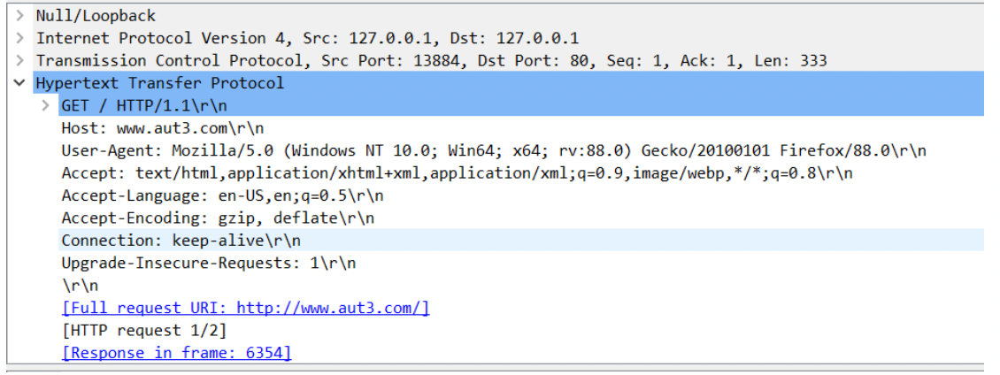 Null/Loopback
Internet Protocol Version 4, Src: 127.0.0.1, Dst: 127.0.0.1
Transmission Control Protocol, Src Port: 13884, Dst Port: 80, Seq: 1, Ack: 1, Len: 333
Hypertext Transfer Protocol
GET / HTTP/1.1\r\n
Host: www.aut3.com\r\n
User-Agent: Mozilla/5.0 (Windows NT 10.0; Win64; x64; rv:88.0) Gecko/20100101 Firefox/88.0\r\n
Accept: text/html,application/xhtml+xml,application/xml;q=0.9,image/webp,*/*;q=0.8\r\n
Accept-Language: en-US,en;q=0.5\r\n
Accept-Encoding: gzip, deflate\r\n
Connection: keep-alive\r\n
Upgrade-Insecure-Requests: 1\r\n
\r\n
[Full request URI: http://www.aut3.com/]
[HTTP request 1/2]
[Response in frame: 6354]